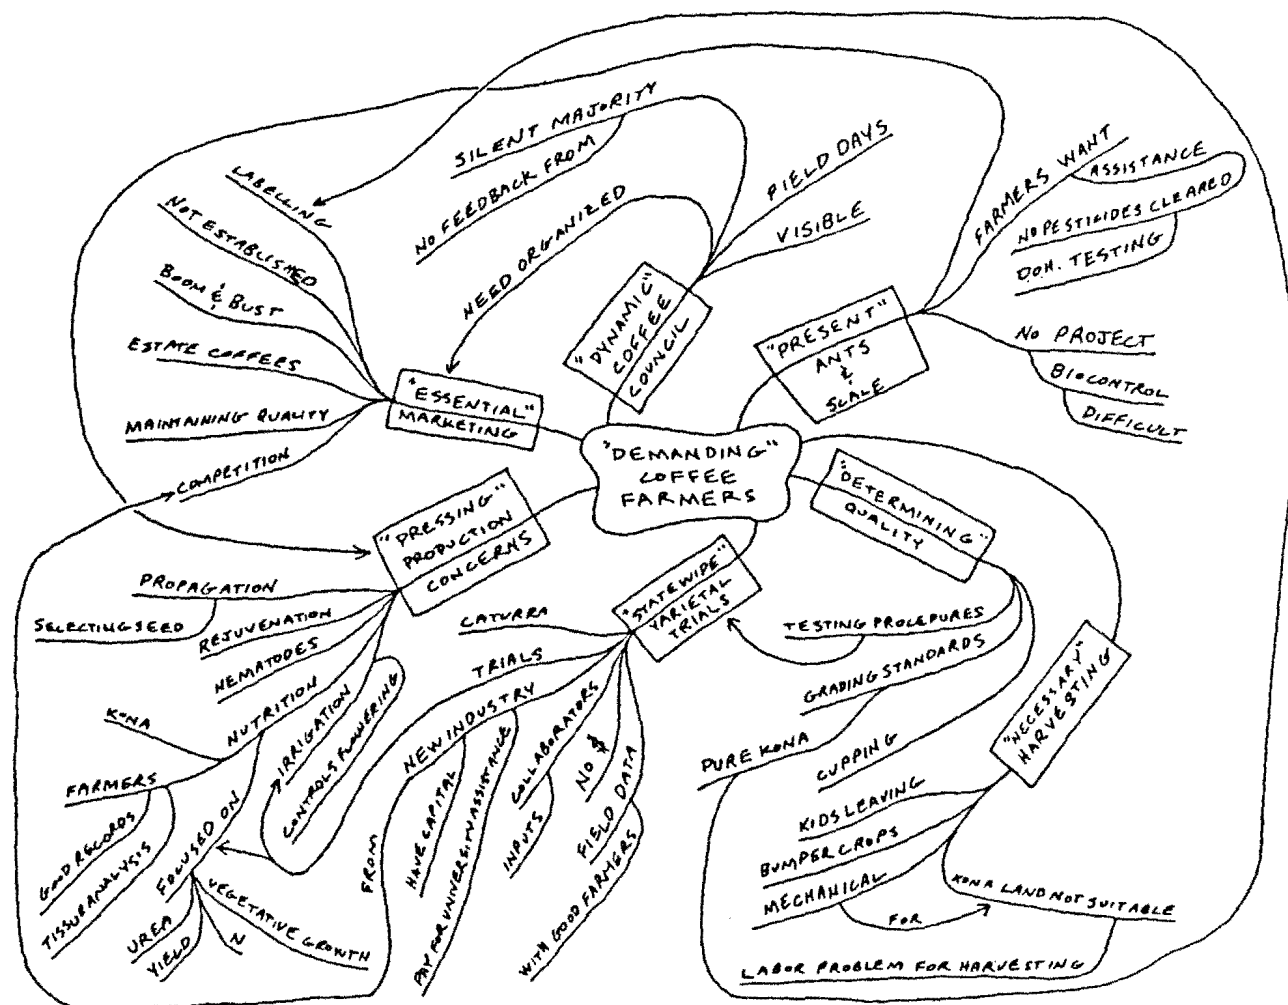 "DEMANDING"
COFFEE
FARMERS
"DYNAMIC"
COFFEE
COUNCIL
SILENT MAJORITY
NO FEEDBACK FROM
NEED ORGANIZED
FIELD DAYS
VISIBLE
"PRESENT"
ANTS
&
SCALE
FARMERS WANT
ASSISTANCE
NO PESTICIDES CLEARED
D.O.H. TESTING
NO PROJECT
BIOCONTROL
DIFFICULT
"ESSENTIAL"
MARKETING
LABELLING
NOT ESTABLISHED
BOOM & BUST
ESTATE COFFEES
MAINTAINING QUALITY
COMPETITION
"PRESSING"
PRODUCTION
CONCERNS
PROPAGATION
SELECTING SEED
REJUVENATION
NEMATODES
NUTRITION
KONA
FARMERS
GOOD RECORDS
TISSUE ANALYSIS
FOCUSED ON
UREA
YIELD
N
VEGETATIVE GROWTH
IRRIGATION
CONTROLS FLOWERING
"STATEWIDE"
VARIETAL
TRIALS
CATURRA
TRIALS
FROM
NEW INDUSTRY
HAVE CAPITAL
PAY FOR UNIVERSITY ASSISTANCE
COLLABORATORS
INPUTS
NO $
FIELD DATA
WITH GOOD FARMERS
"DETERMINING"
QUALITY
TESTING PROCEDURES
GRADING STANDARDS
PURE KONA
CUPPING
"NECESSARY"
HARVESTING
KIDS LEAVING
BUMPER CROPS
MECHANICAL
FOR
KONA LAND NOT SUITABLE
LABOR PROBLEM FOR HARVESTING